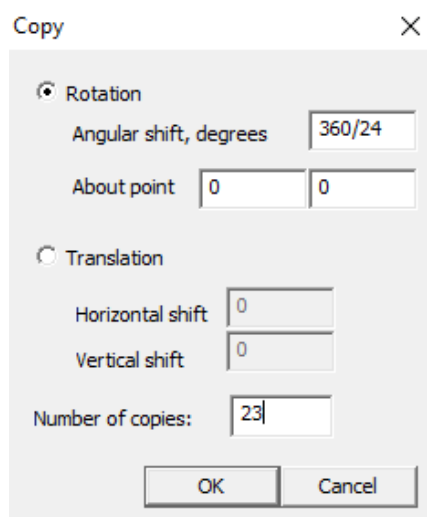 Copy
Rotation
Angular shift, degrees 360/24
About point 0 0
Translation
Horizontal shift 0
Vertical shift 0
Number of copies: 23
OK Cancel